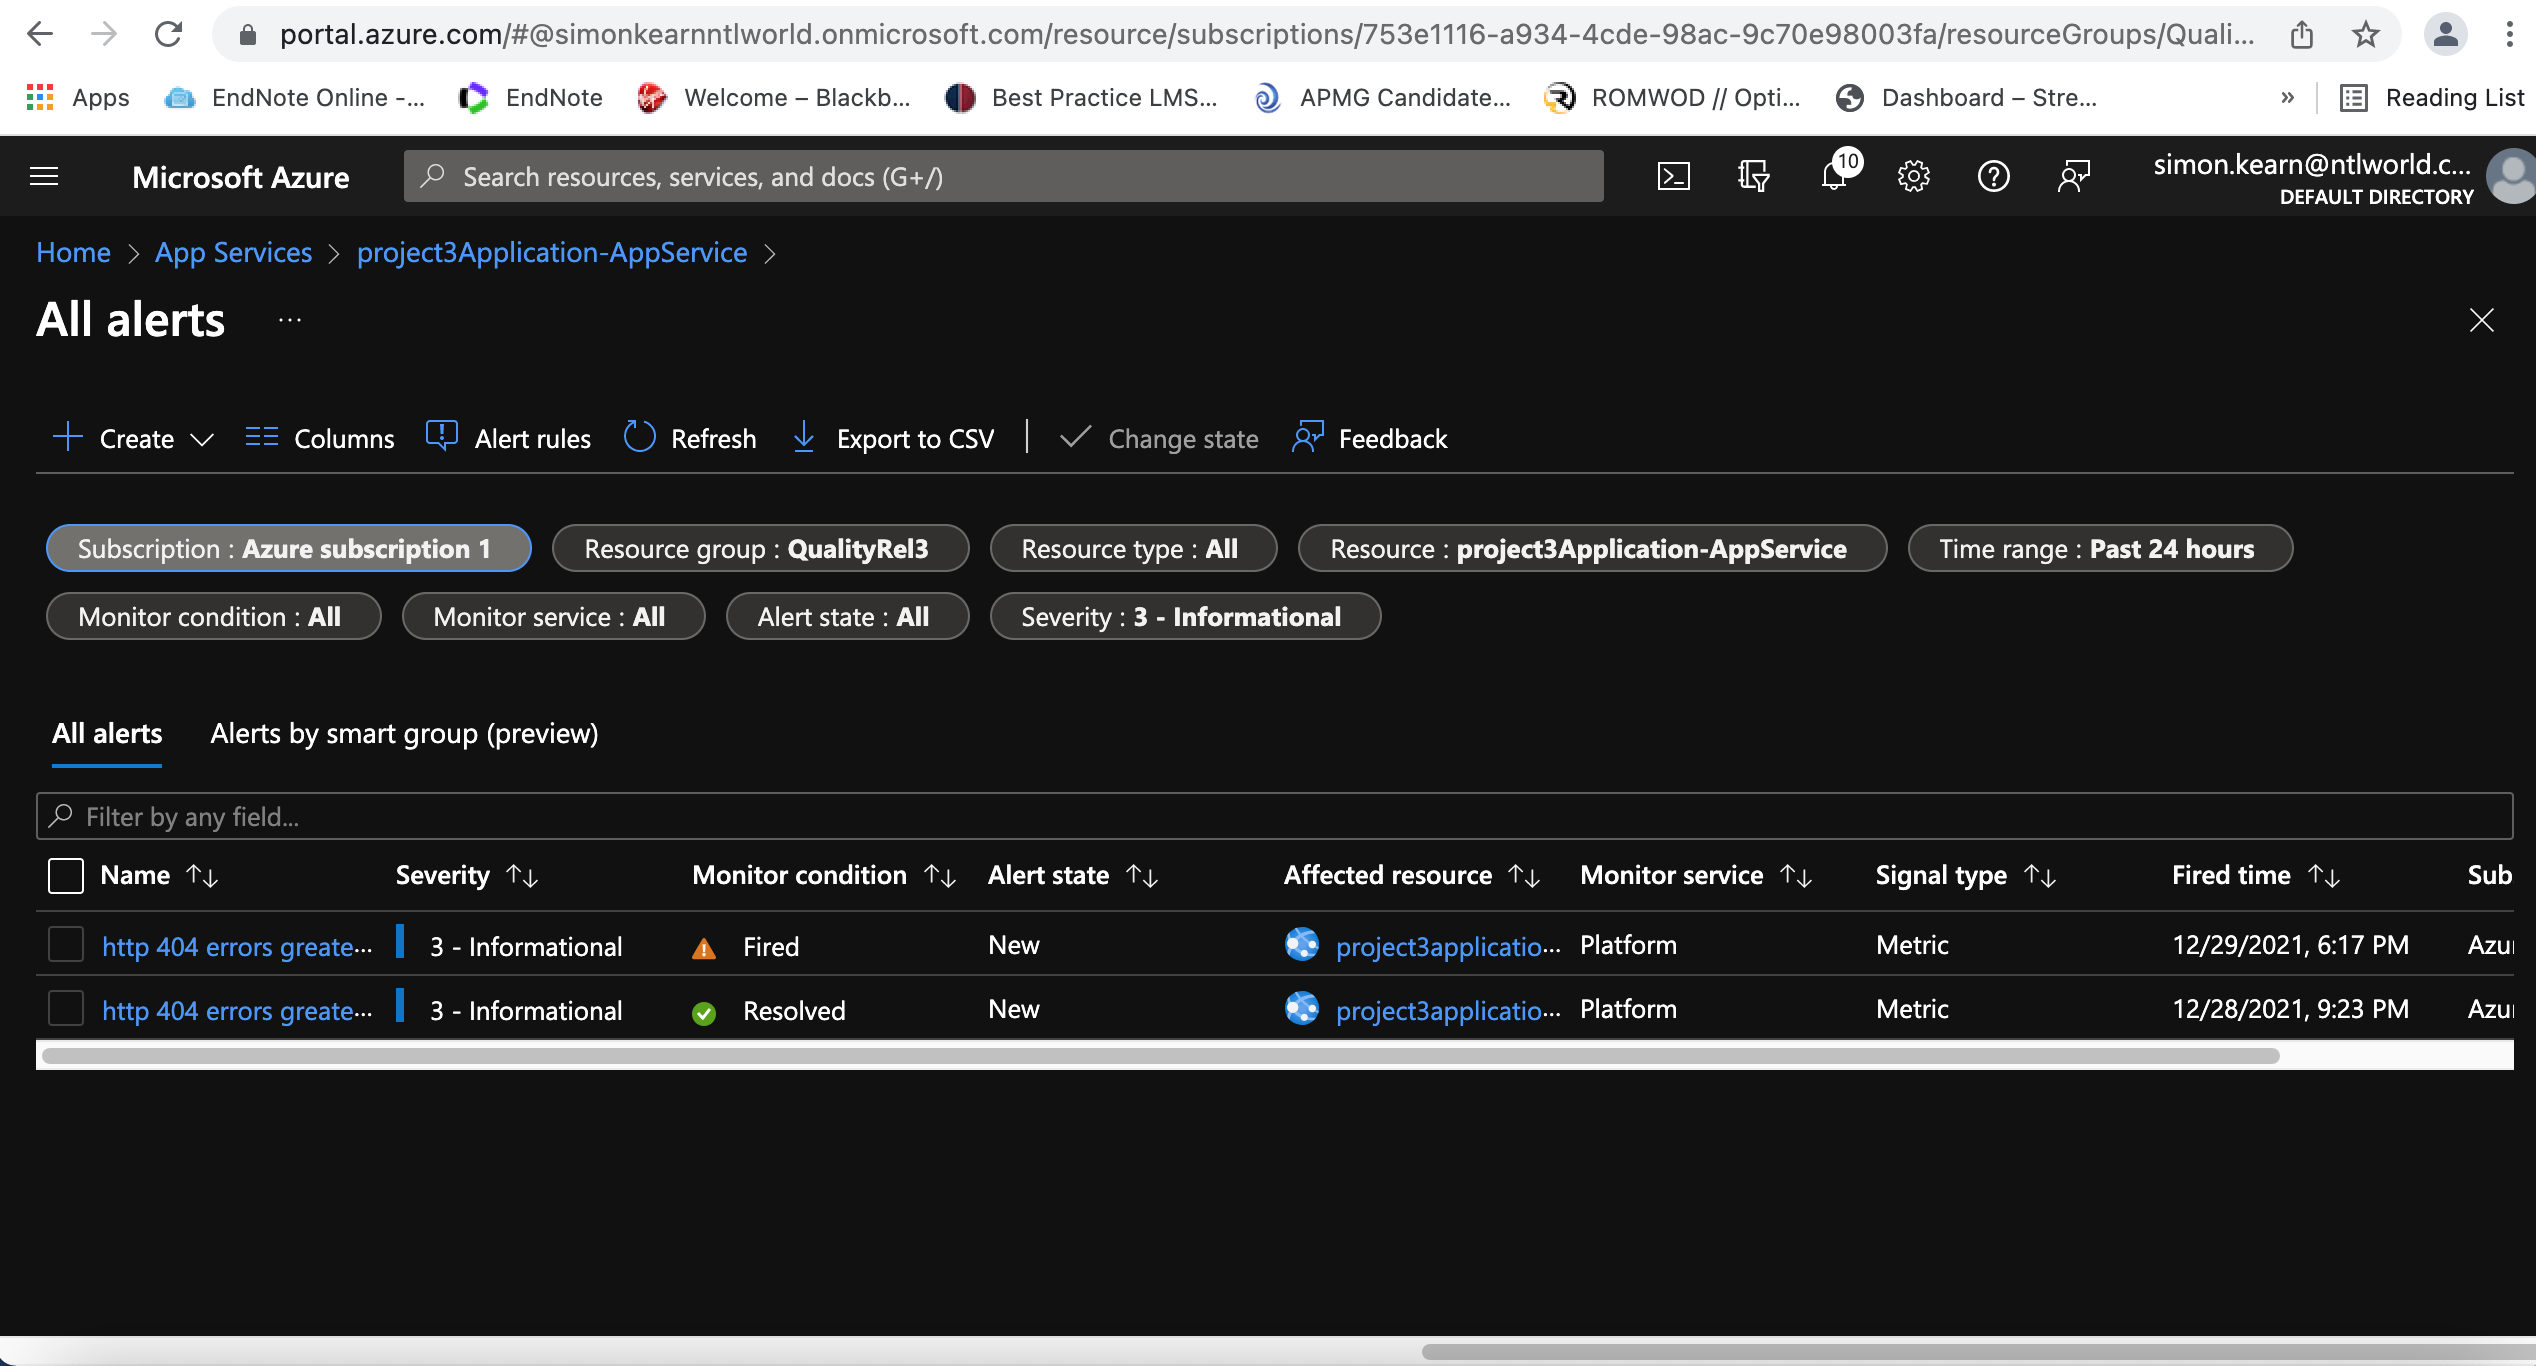 portal.azure.com/#@simonkearnntlworld.onmicrosoft.com/resource/subscriptions/753e1116-a934-4cde-98ac-9c70e98003fa/resourceGroups/Quali...
Apps EndNote Online -... EndNote Welcome – Blackb... Best Practice LMS... APMG Candidate... ROMWOD // Opti... Dashboard – Stre... » Reading List
Microsoft Azure Search resources, services, and docs (G+/) 10 simon.kearn@ntlworld.c...
DEFAULT DIRECTORY
Home > App Services > project3Application-AppService >
All alerts ...
Create Columns Alert rules Refresh Export to CSV Change state Feedback
Subscription : Azure subscription 1 Resource group : QualityRel3 Resource type : All Resource : project3Application-AppService Time range : Past 24 hours
Monitor condition : All Monitor service : All Alert state : All Severity : 3 - Informational
All alerts Alerts by smart group (preview)
Filter by any field...
Name ↑↓ Severity ↑↓ Monitor condition ↑↓ Alert state ↑↓ Affected resource ↑↓ Monitor service ↑↓ Signal type ↑↓ Fired time ↑↓ Sub
http 404 errors greate... 3 - Informational Fired New project3applicatio... Platform Metric 12/29/2021, 6:17 PM Azu
http 404 errors greate... 3 - Informational Resolved New project3applicatio... Platform Metric 12/28/2021, 9:23 PM Azu